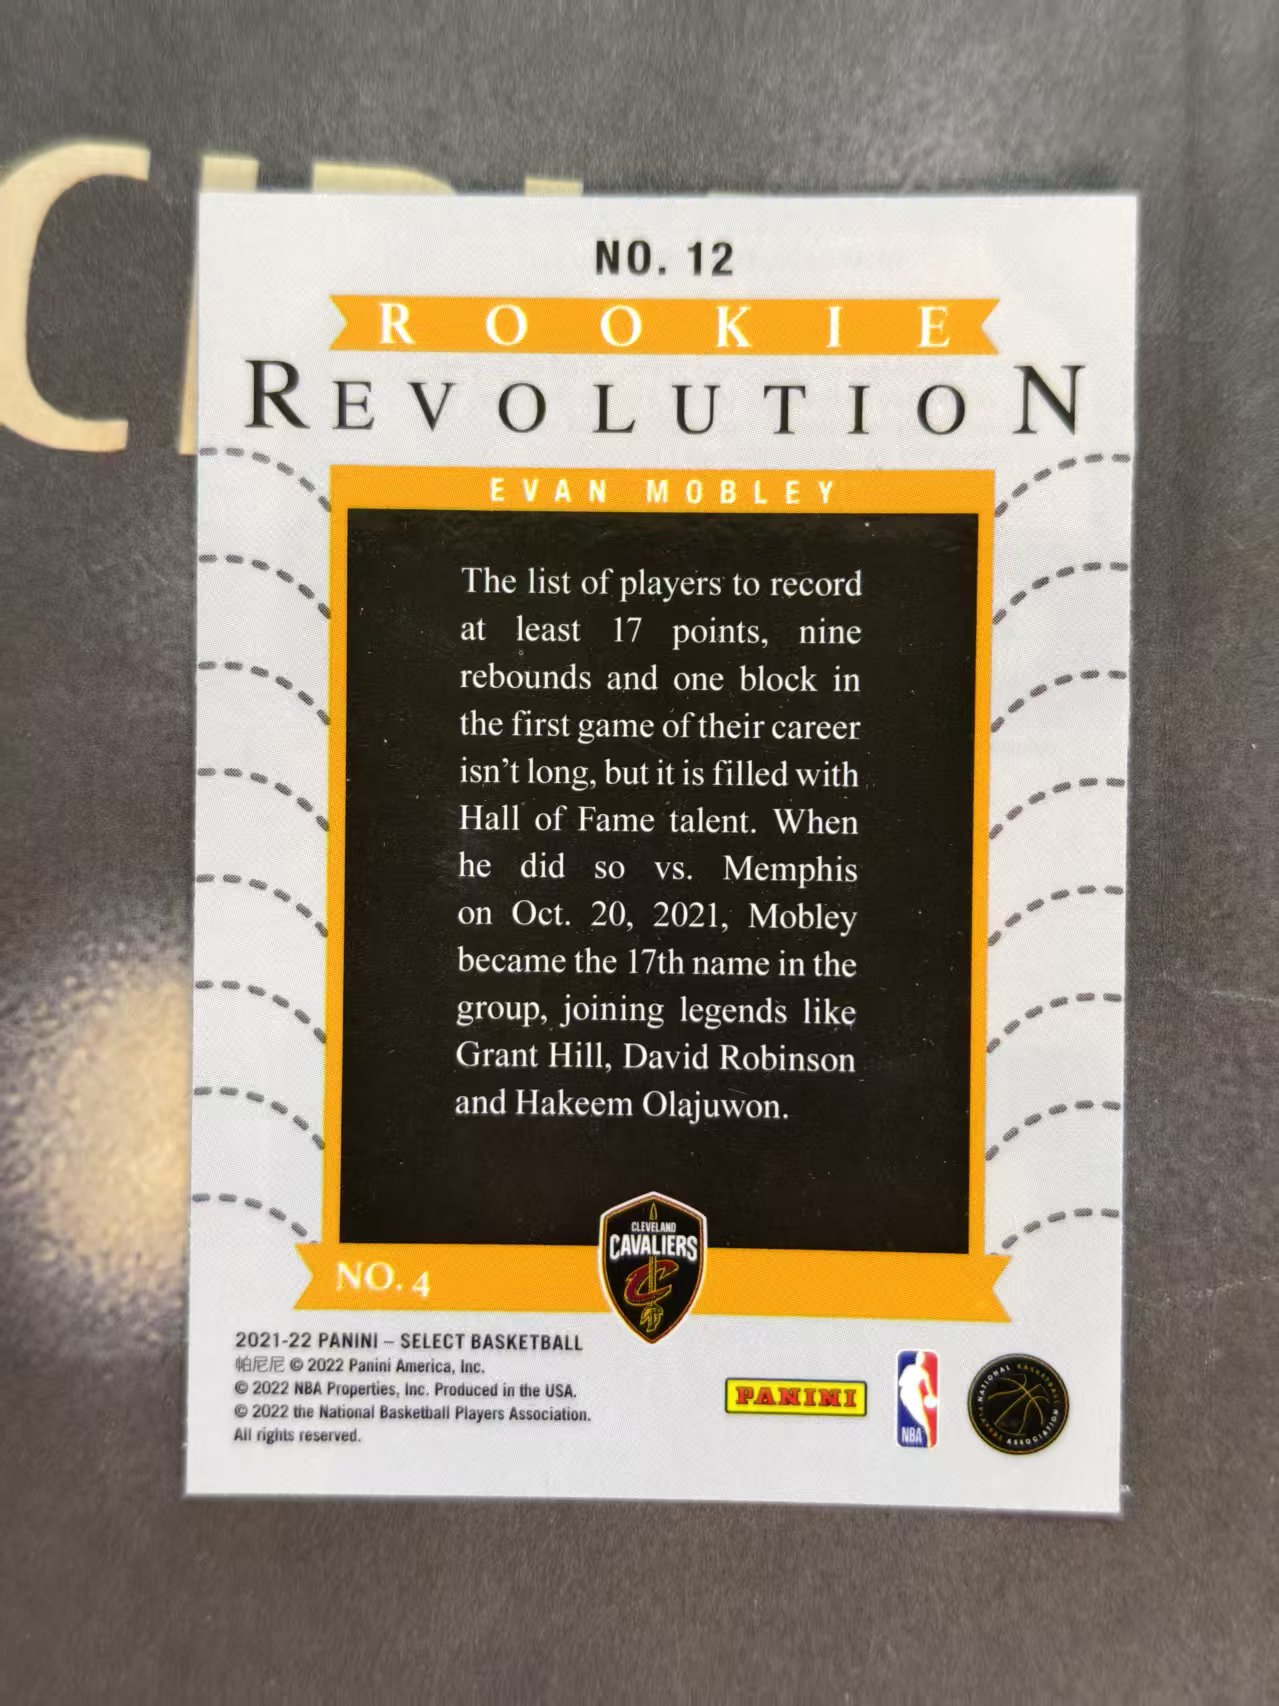 NO. 12
ROOKIE
REVOLUTION
EVAN MOBLEY
The list of players to record
at least 17 points, nine
rebounds and one block in
the first game of their career
isn't long, but it is filled with
Hall of Fame talent. When
he did so vs. Memphis
on Oct. 20, 2021, Mobley
became the 17th name in the
group, joining legends like
Grant Hill, David Robinson
and Hakeem Olajuwon.
CLEVELAND
CAVALIERS
NO. 4
2021-22 PANINI – SELECT BASKETBALL
帕尼尼 © 2022 Panini America, Inc.
© 2022 NBA Properties, Inc. Produced in the USA.
© 2022 the National Basketball Players Association.
All rights reserved.
PANINI
NBA
NATIONAL BASKETBALL
PLAYERS ASSOCIATION